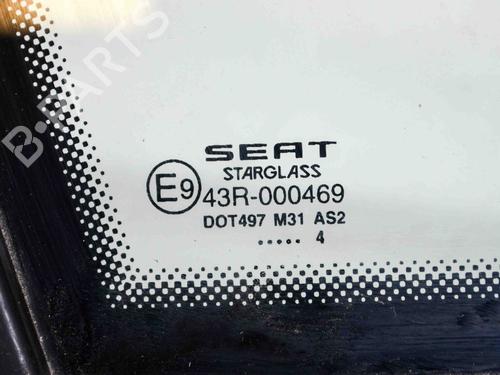 B-PARTS
SEAT
STARGLASS
E9 43R-000469
DOT497 M31 AS2
..... 4